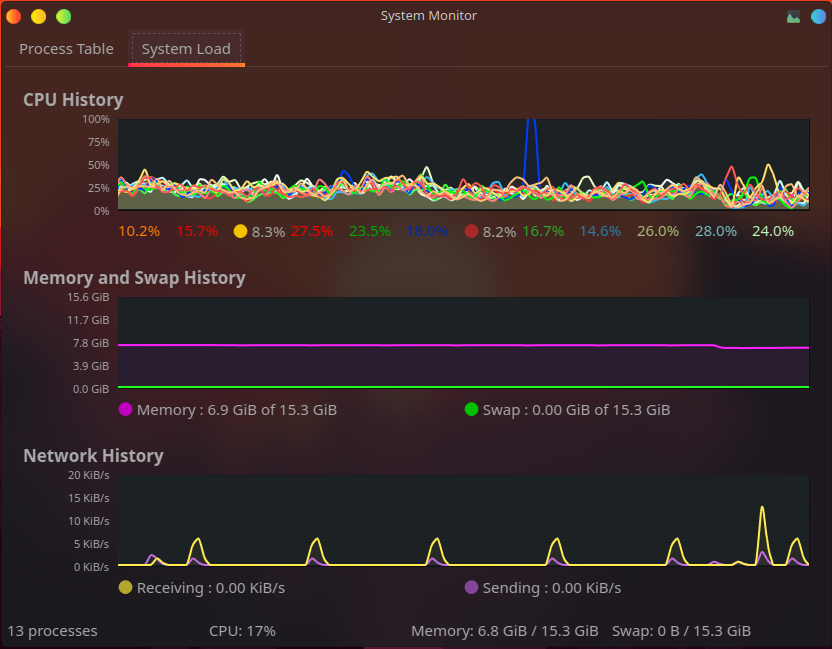 System Monitor
Process Table System Load
CPU History
100%
75%
50%
25%
0%
10.2% 15.7% 8.3% 27.5% 23.5% 18.0% 8.2% 16.7% 14.6% 26.0% 28.0% 24.0%
Memory and Swap History
15.6 GiB
11.7 GiB
7.8 GiB
3.9 GiB
0.0 GiB
Memory : 6.9 GiB of 15.3 GiB Swap : 0.00 GiB of 15.3 GiB
Network History
20 KiB/s
15 KiB/s
10 KiB/s
5 KiB/s
0 KiB/s
Receiving : 0.00 KiB/s Sending : 0.00 KiB/s
13 processes CPU: 17% Memory: 6.8 GiB / 15.3 GiB Swap: 0 B / 15.3 GiB